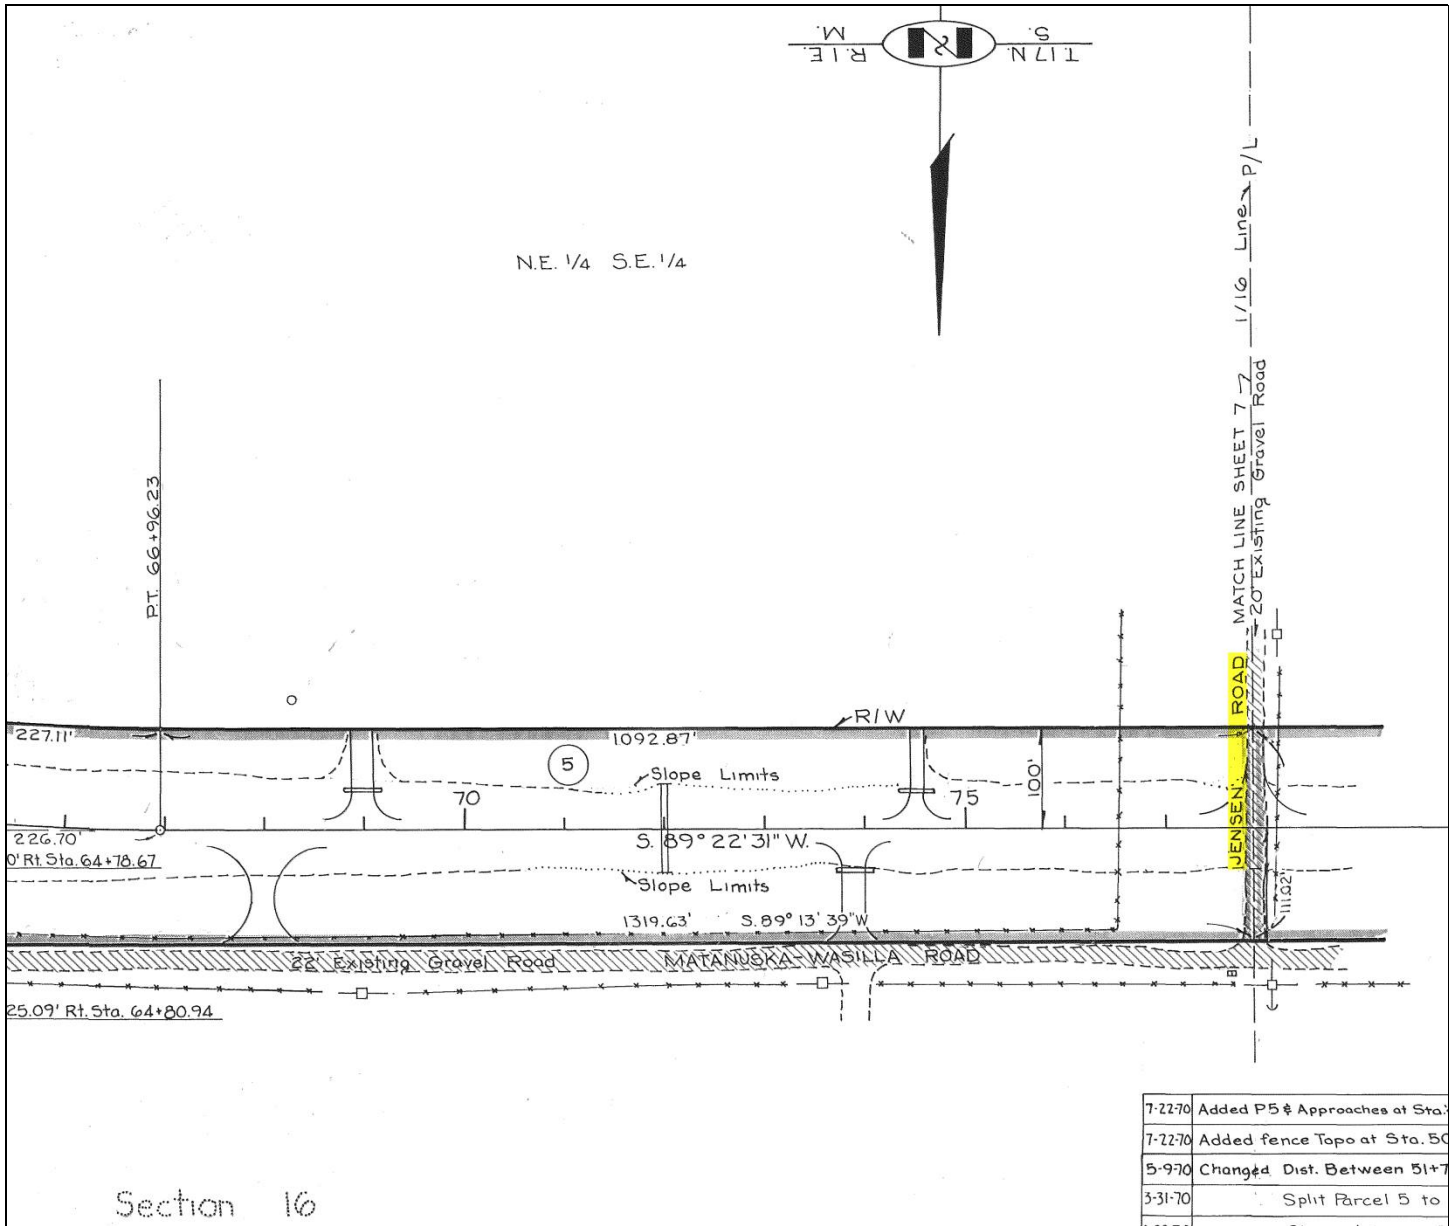 T.17N.
S.
R.1E.
M.
N
P/L
1/16 Line
N.E. 1/4 S.E. 1/4
MATCH LINE SHEET 7
20' Existing Gravel Road
P.T. 66+96.23
JENSEN ROAD
R/W
227.11'
1092.87'
5
Slope Limits
70
75
100'
226.70'
S. 89° 22' 31" W.
0' Rt. Sta. 64+78.67
Slope Limits
111.02'
1319.63' S. 89° 13' 39" W
22' Existing Gravel Road
MATANUSKA-WASILLA ROAD
25.09' Rt. Sta. 64+80.94
7-22-70 Added P5 & Approaches at Sta.
7-22-70 Added fence Topo at Sta. 50
5-9-70 Changed Dist. Between 51+7
3-31-70 Split Parcel 5 to
Section 16